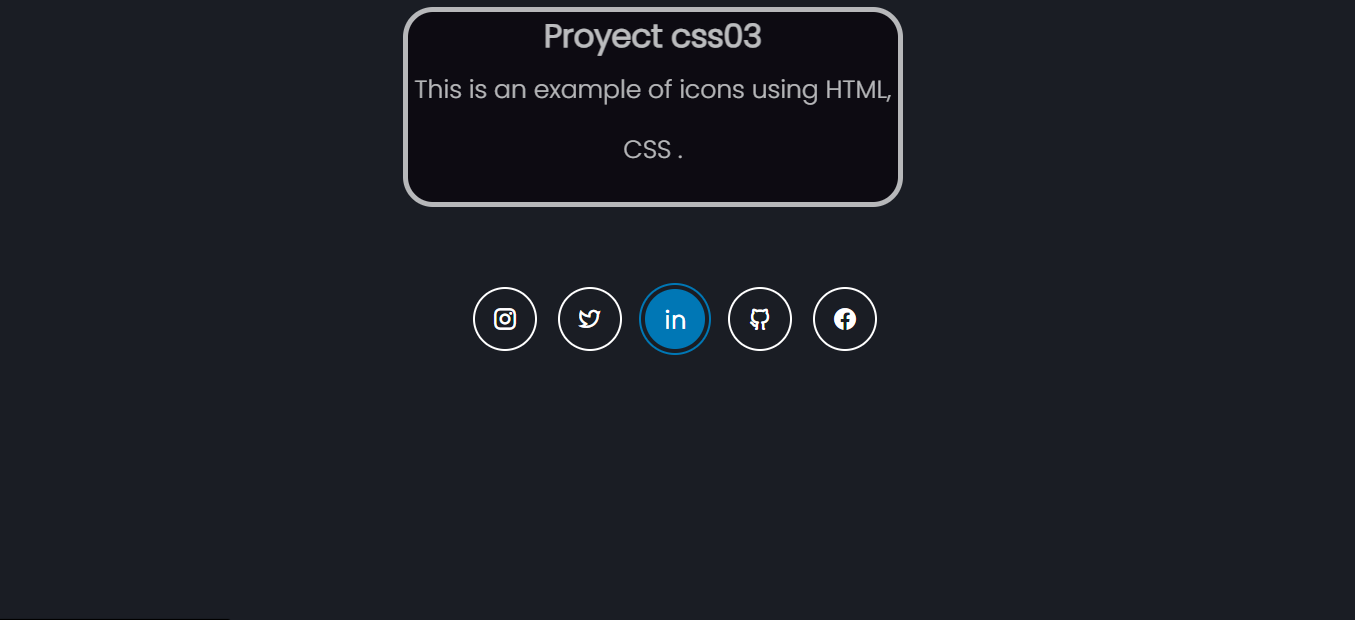 Proyect css03
This is an example of icons using HTML,
CSS .
in